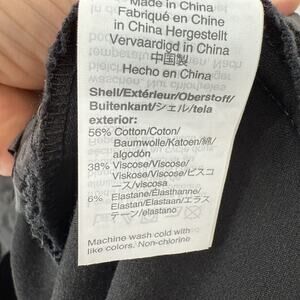 Made in China
Fabriqué en Chine
in China Hergestellt
Vervaardigd in China
中国製
Hecho en China
Shell/Extérieur/Oberstoff/
Buitenkant/シェル/tela
exterior:
56% Cotton/Coton/
Baumwolle/Katoen/綿/
algodón
38% Viscose/Viscose/
Viskose/Viscose/ビスコ
ース/viscosa
6% Elastane/Élasthanne/
Elastan/Elastaan/エラス
テーン/elastano
Machine wash cold with
like colors. Non-chlorine